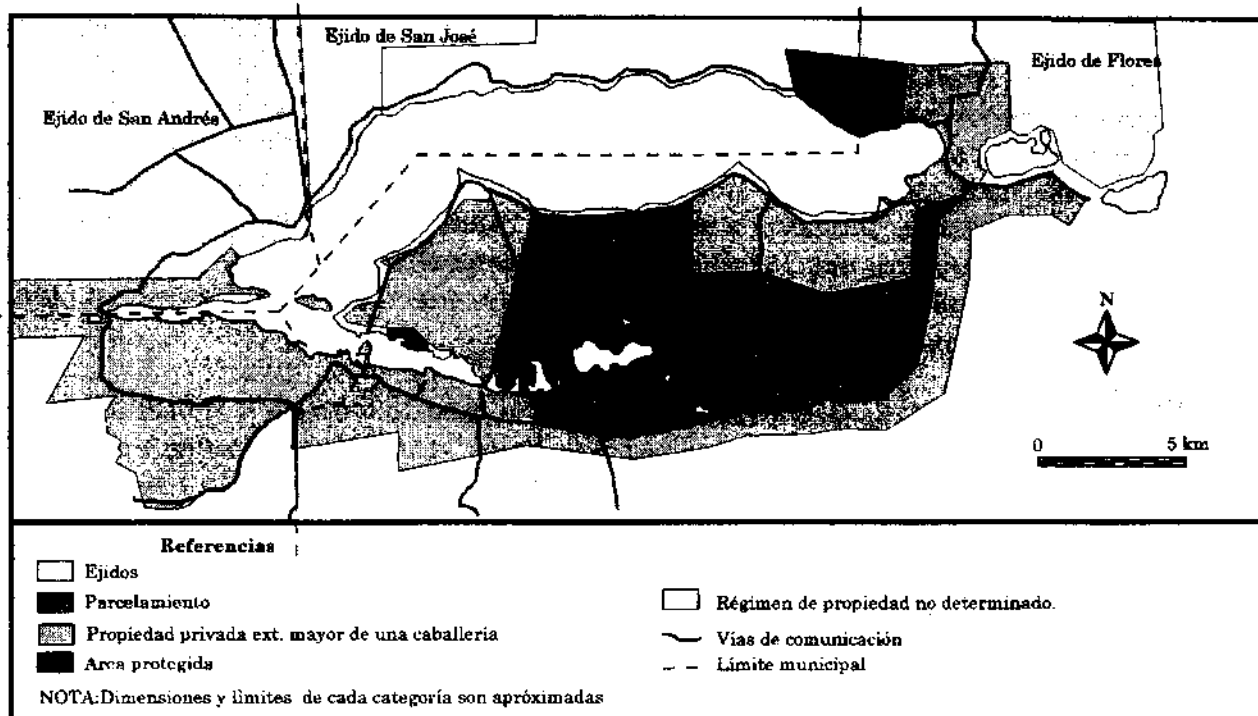 Ejido de San José
Ejido de Flores
Ejido de San Andrés
N
0 5 km
Referencias
Ejidos
Parcelamiento
Propiedad privada ext. mayor de una caballería
Area protegida
Régimen de propiedad no determinado.
Vías de comunicación
Límite municipal
NOTA:Dimensiones y límites de cada categoría son apróximadas